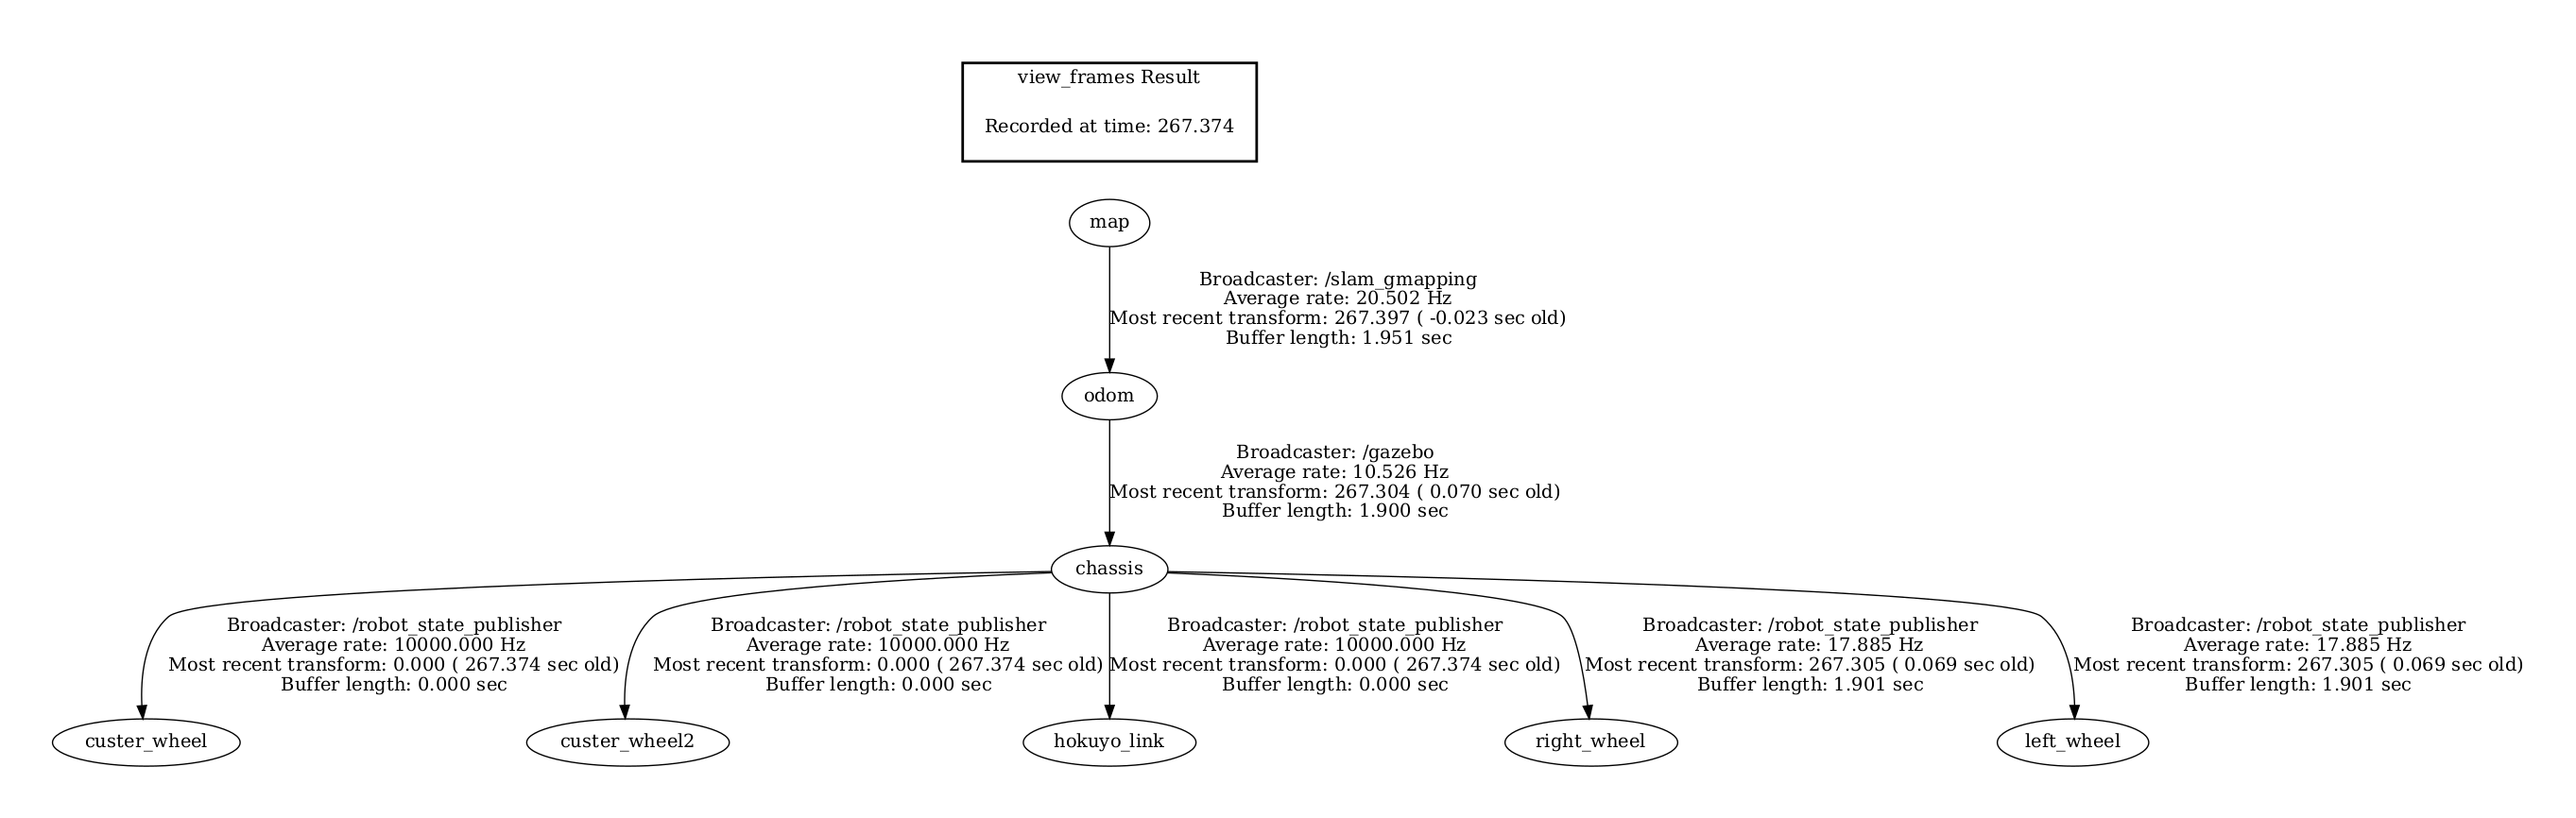 view_frames Result
Recorded at time: 267.374
map
Broadcaster: /slam_gmapping
Average rate: 20.502 Hz
Most recent transform: 267.397 ( -0.023 sec old)
Buffer length: 1.951 sec
odom
Broadcaster: /gazebo
Average rate: 10.526 Hz
Most recent transform: 267.304 ( 0.070 sec old)
Buffer length: 1.900 sec
chassis
Broadcaster: /robot_state_publisher
Average rate: 10000.000 Hz
Most recent transform: 0.000 ( 267.374 sec old)
Buffer length: 0.000 sec
Broadcaster: /robot_state_publisher
Average rate: 10000.000 Hz
Most recent transform: 0.000 ( 267.374 sec old)
Buffer length: 0.000 sec
Broadcaster: /robot_state_publisher
Average rate: 10000.000 Hz
Most recent transform: 0.000 ( 267.374 sec old)
Buffer length: 0.000 sec
Broadcaster: /robot_state_publisher
Average rate: 17.885 Hz
Most recent transform: 267.305 ( 0.069 sec old)
Buffer length: 1.901 sec
Broadcaster: /robot_state_publisher
Average rate: 17.885 Hz
Most recent transform: 267.305 ( 0.069 sec old)
Buffer length: 1.901 sec
custer_wheel
custer_wheel2
hokuyo_link
right_wheel
left_wheel